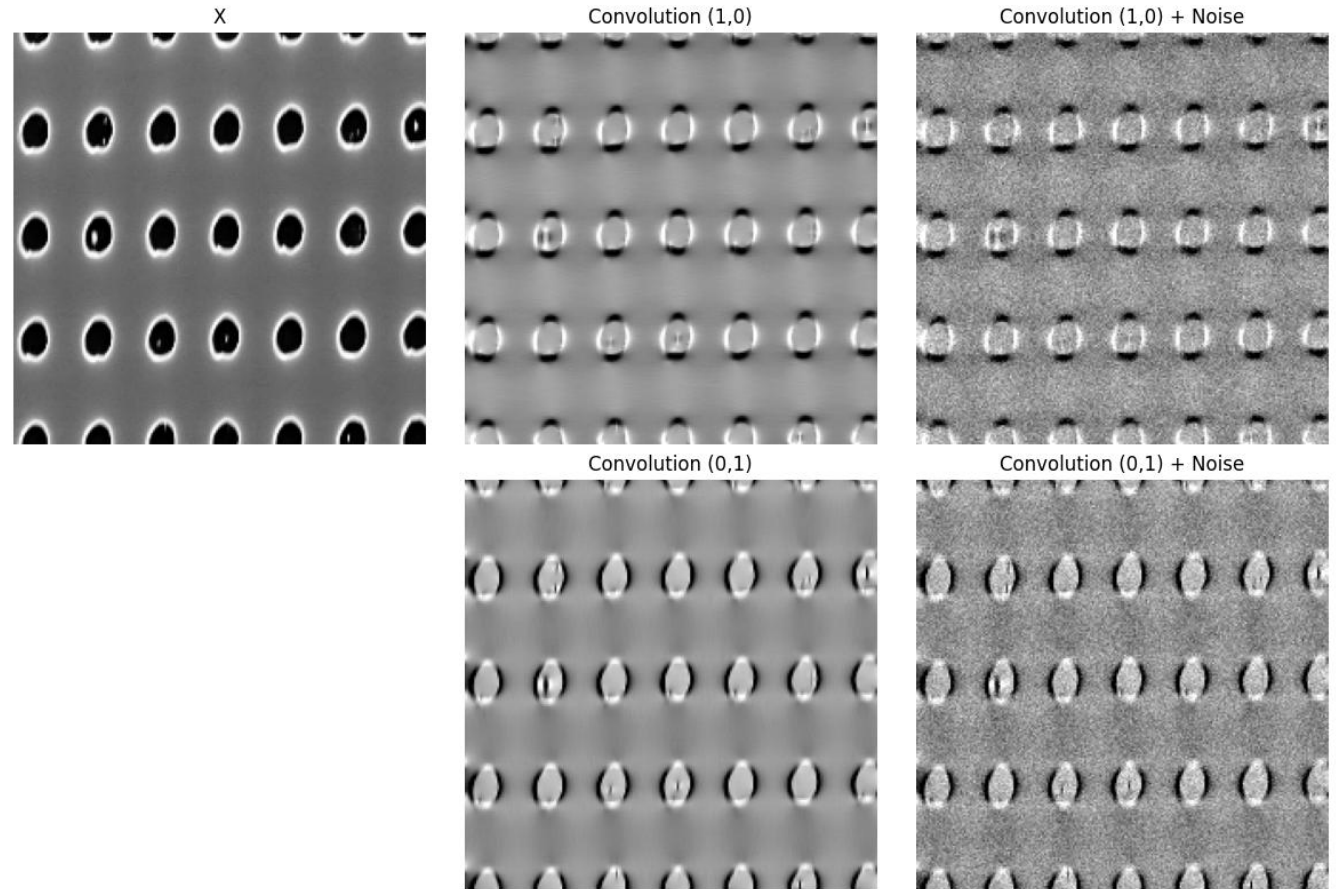 X
Convolution (1,0)
Convolution (1,0) + Noise
Convolution (0,1)
Convolution (0,1) + Noise